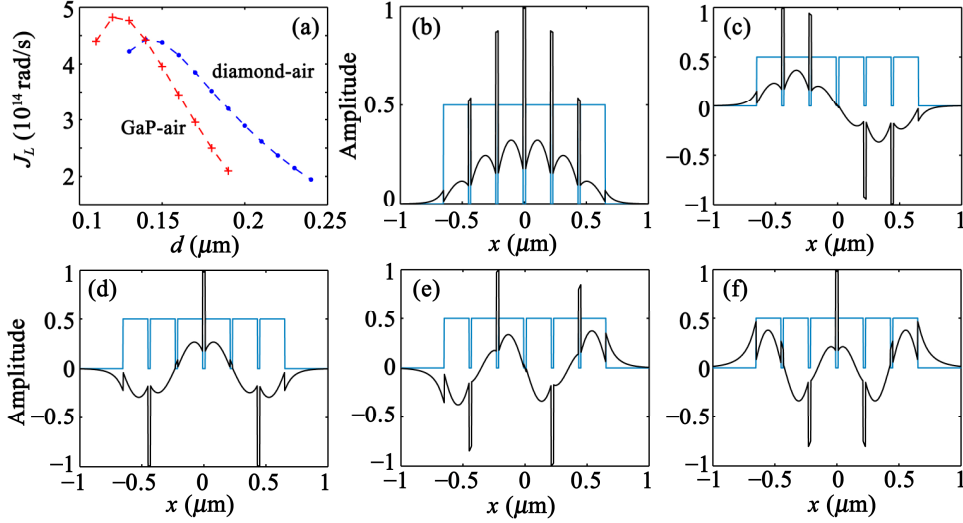 (a)
J_L (10^14 rad/s)
5
4
3
2
diamond-air
GaP-air
0.1 0.15 0.2 0.25
d (μm)
(b)
Amplitude
1
0.5
0
−1 −0.5 0 0.5 1
x (μm)
(c)
1
0.5
0
−0.5
−1
−1 −0.5 0 0.5 1
x (μm)
(d)
Amplitude
1
0.5
0
−0.5
−1
−1 −0.5 0 0.5 1
x (μm)
(e)
1
0.5
0
−0.5
−1
−1 −0.5 0 0.5 1
x (μm)
(f)
1
0.5
0
−0.5
−1
−1 −0.5 0 0.5 1
x (μm)